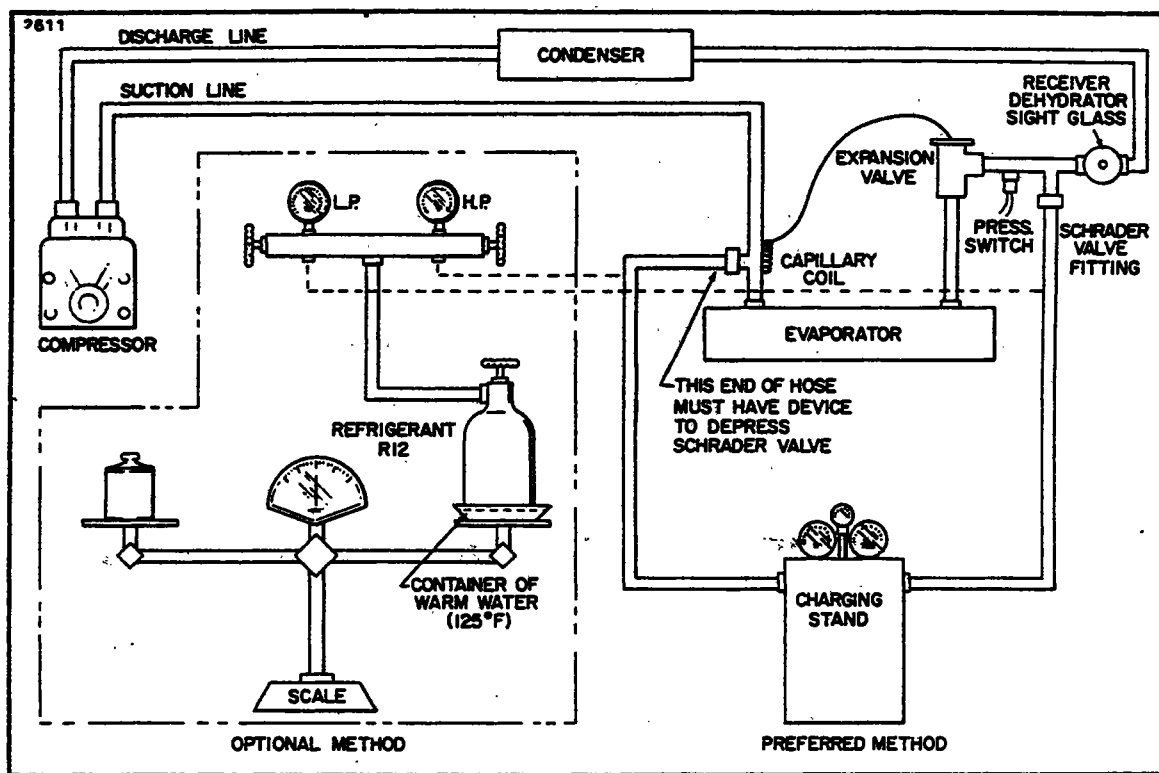 2611
DISCHARGE LINE
CONDENSER
SUCTION LINE
RECEIVER
DEHYDRATOR
SIGHT GLASS
EXPANSION
VALVE
L.P.
H.P.
PRESS.
SWITCH
SCHRADER
VALVE
FITTING
CAPILLARY
COIL
COMPRESSOR
EVAPORATOR
THIS END OF HOSE
MUST HAVE DEVICE
TO DEPRESS
SCHRADER VALVE
REFRIGERANT
R12
CONTAINER OF
WARM WATER
(125°F)
CHARGING
STAND
SCALE
OPTIONAL METHOD
PREFERRED METHOD